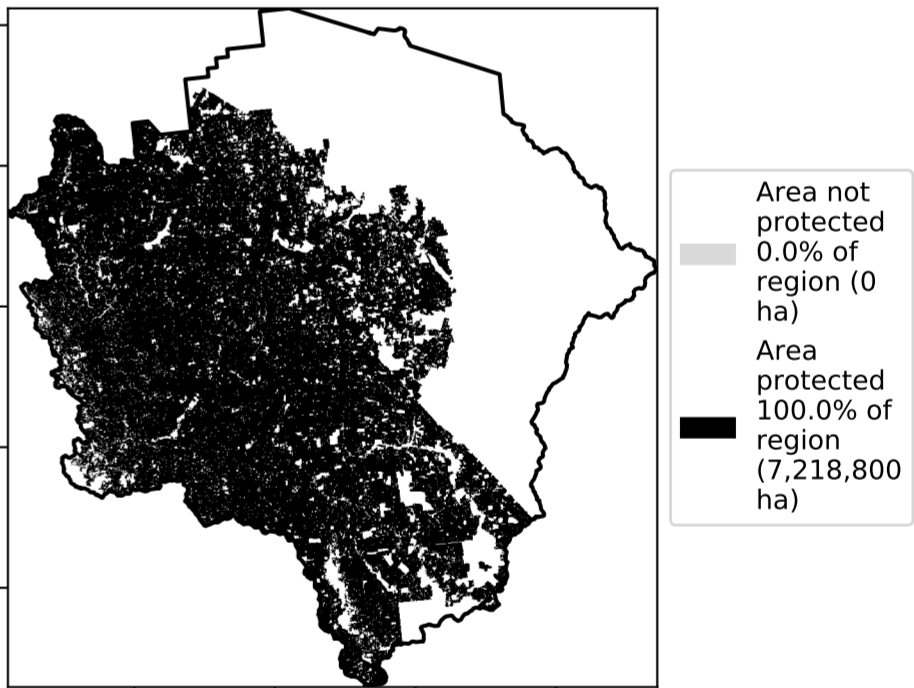 Area not
protected
0.0% of
region (0
ha)
Area
protected
100.0% of
region
(7,218,800
ha)